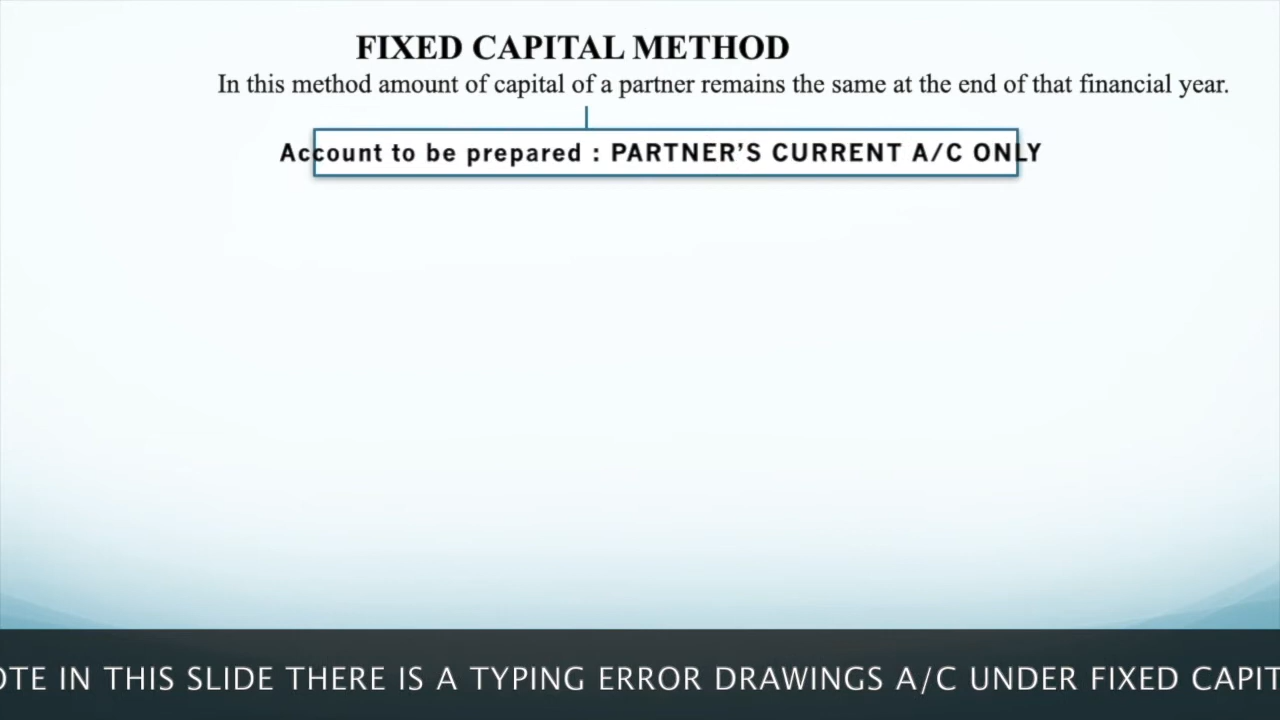 FIXED CAPITAL METHOD
In this method amount of capital of a partner remains the same at the end of that financial year.
Account to be prepared : PARTNER'S CURRENT A/C ONLY
OTE IN THIS SLIDE THERE IS A TYPING ERROR DRAWINGS A/C UNDER FIXED CAPIT